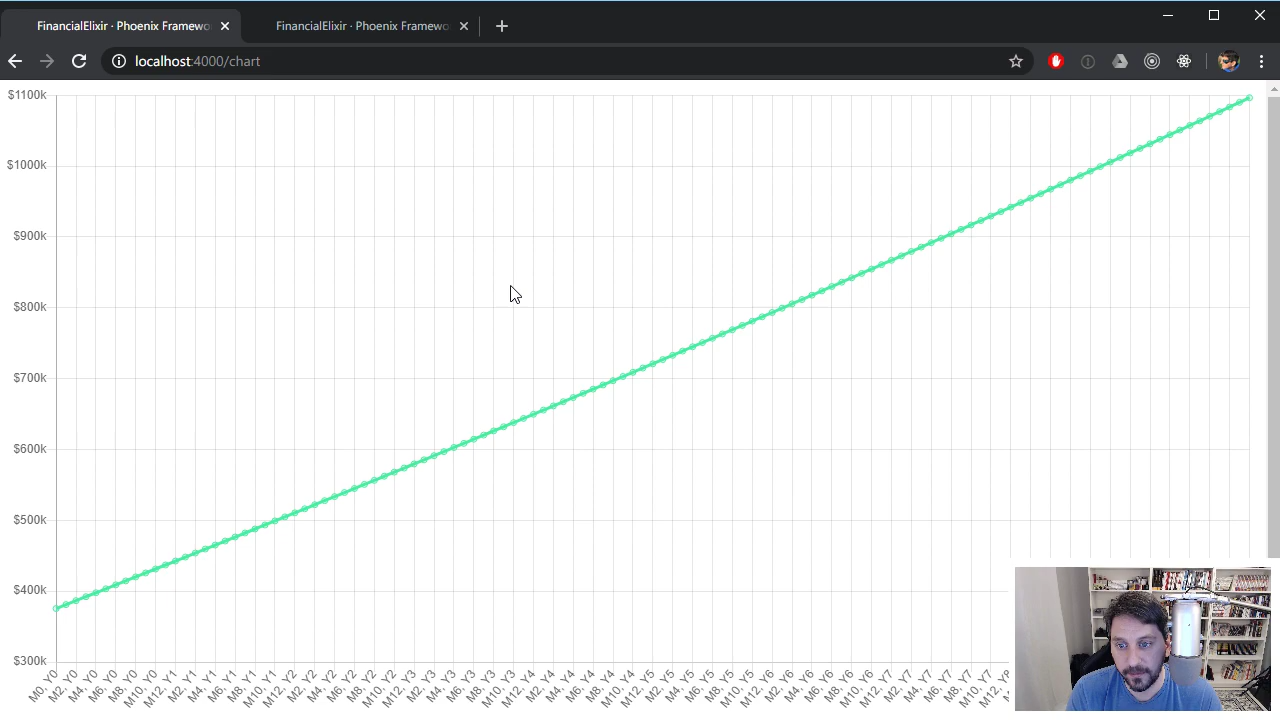 FinancialElixir · Phoenix Framewo
FinancialElixir · Phoenix Framewo
localhost:4000/chart
$1100k
$1000k
$900k
$800k
$700k
$600k
$500k
$400k
$300k
M0, Y0
M2, Y0
M4, Y0
M6, Y0
M8, Y0
M10, Y0
M12, Y1
M2, Y1
M4, Y1
M6, Y1
M8, Y1
M10, Y1
M12, Y2
M2, Y2
M4, Y2
M6, Y2
M8, Y2
M10, Y2
M12, Y3
M2, Y3
M4, Y3
M6, Y3
M8, Y3
M10, Y3
M12, Y4
M2, Y4
M4, Y4
M6, Y4
M8, Y4
M10, Y4
M12, Y5
M2, Y5
M4, Y5
M6, Y5
M8, Y5
M10, Y5
M12, Y6
M2, Y6
M4, Y6
M6, Y6
M8, Y6
M10, Y6
M12, Y7
M2, Y7
M4, Y7
M6, Y7
M8, Y7
M10, Y7
M12, Y8